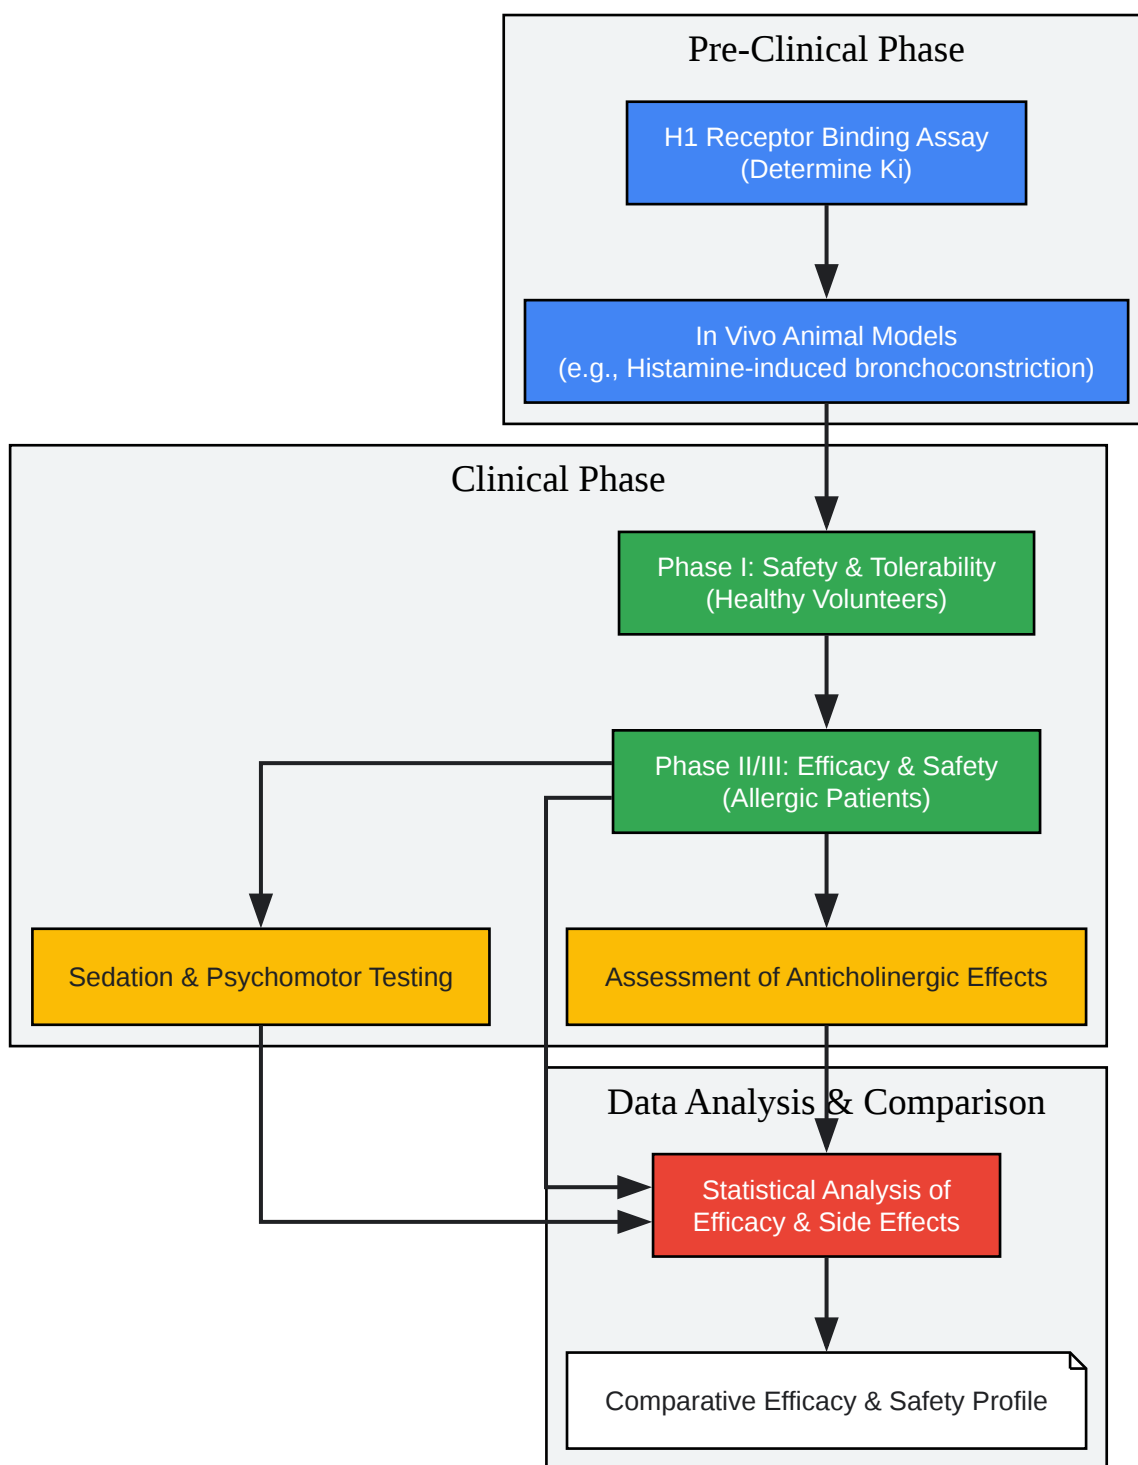 Pre-Clinical Phase
H1 Receptor Binding Assay
(Determine Ki)
In Vivo Animal Models
(e.g., Histamine-induced bronchoconstriction)
Clinical Phase
Phase I: Safety & Tolerability
(Healthy Volunteers)
Phase II/III: Efficacy & Safety
(Allergic Patients)
Sedation & Psychomotor Testing
Assessment of Anticholinergic Effects
Data Analysis & Comparison
Statistical Analysis of
Efficacy & Side Effects
Comparative Efficacy & Safety Profile